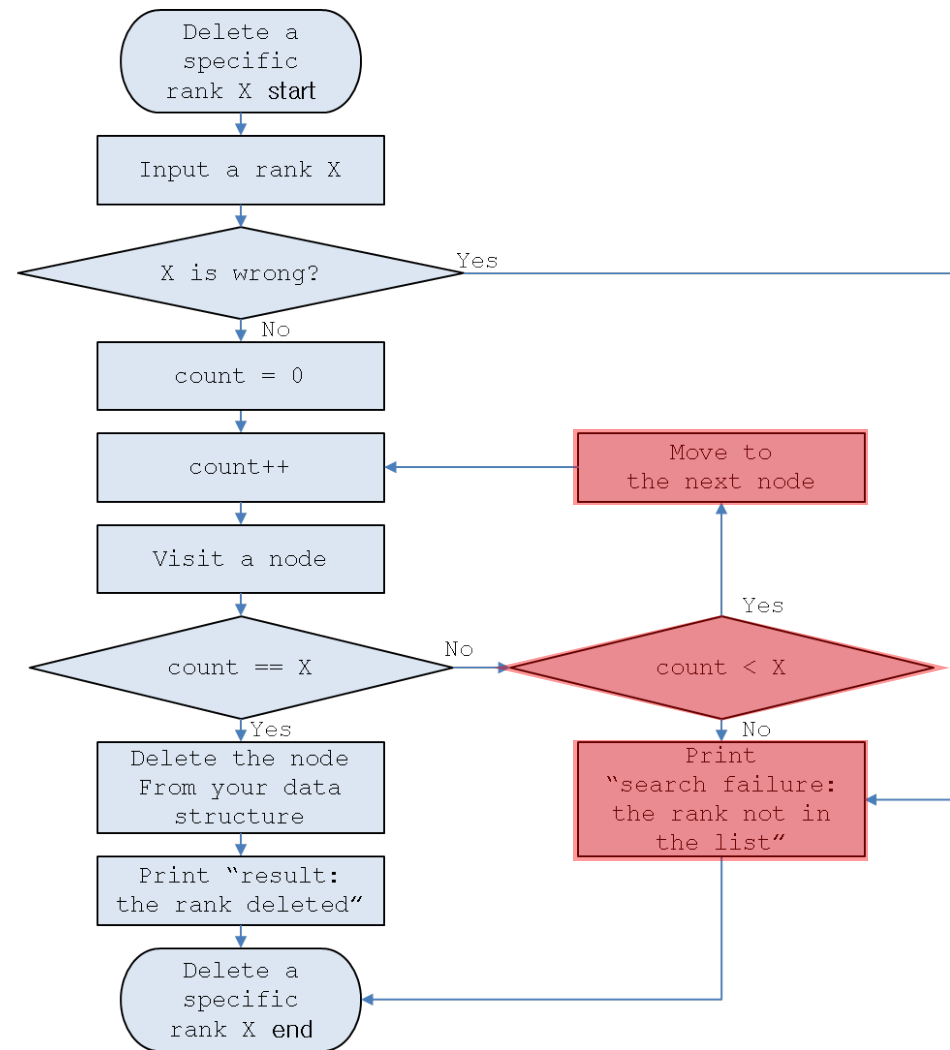 Delete a
specific
rank X start
Input a rank X
X is wrong?
Yes
No
count = 0
count++
Move to
the next node
Visit a node
Yes
count == X
No
count < X
Yes
No
Delete the node
From your data
structure
Print
“search failure:
the rank not in
the list”
Print “result:
the rank deleted”
Delete a
specific
rank X end